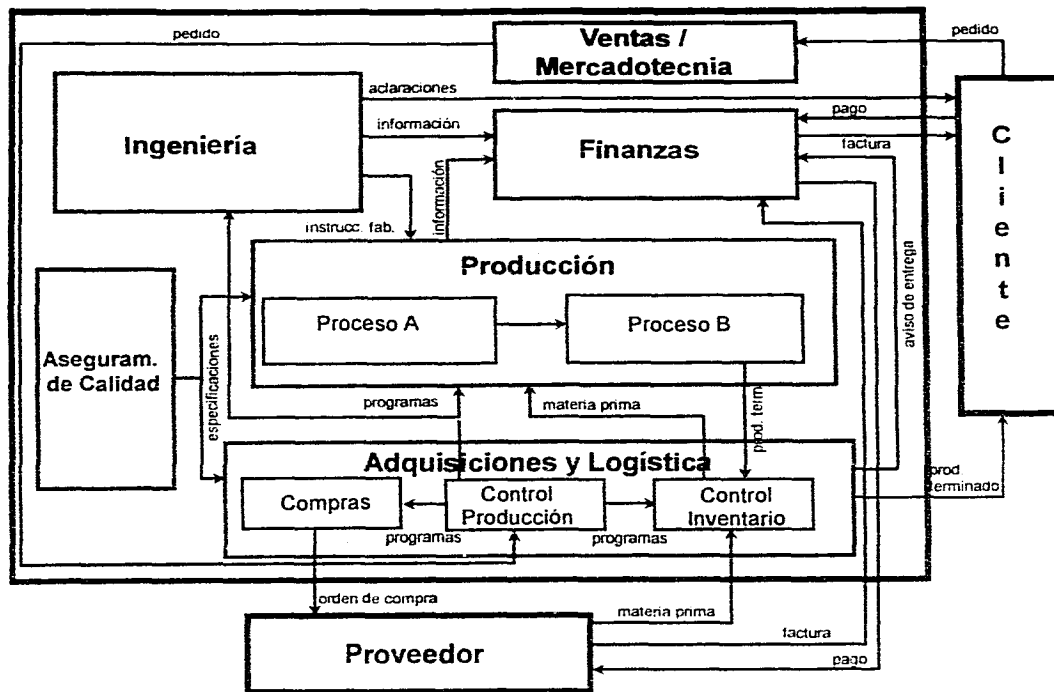 pedido
Ventas /
Mercadotecnia
pedido
aclaraciones
Ingeniería
información
Finanzas
pago
factura
Cliente
instrucc. fab.
información
aviso de entrega
Producción
Proceso A
Proceso B
Aseguram.
de Calidad
especificaciones
programas
materia prima
prod. term.
Adquisiciones y Logística
Compras
Control
Producción
Control
Inventario
prod.
terminado
programas
programas
orden de compra
materia prima
Proveedor
factura
pago